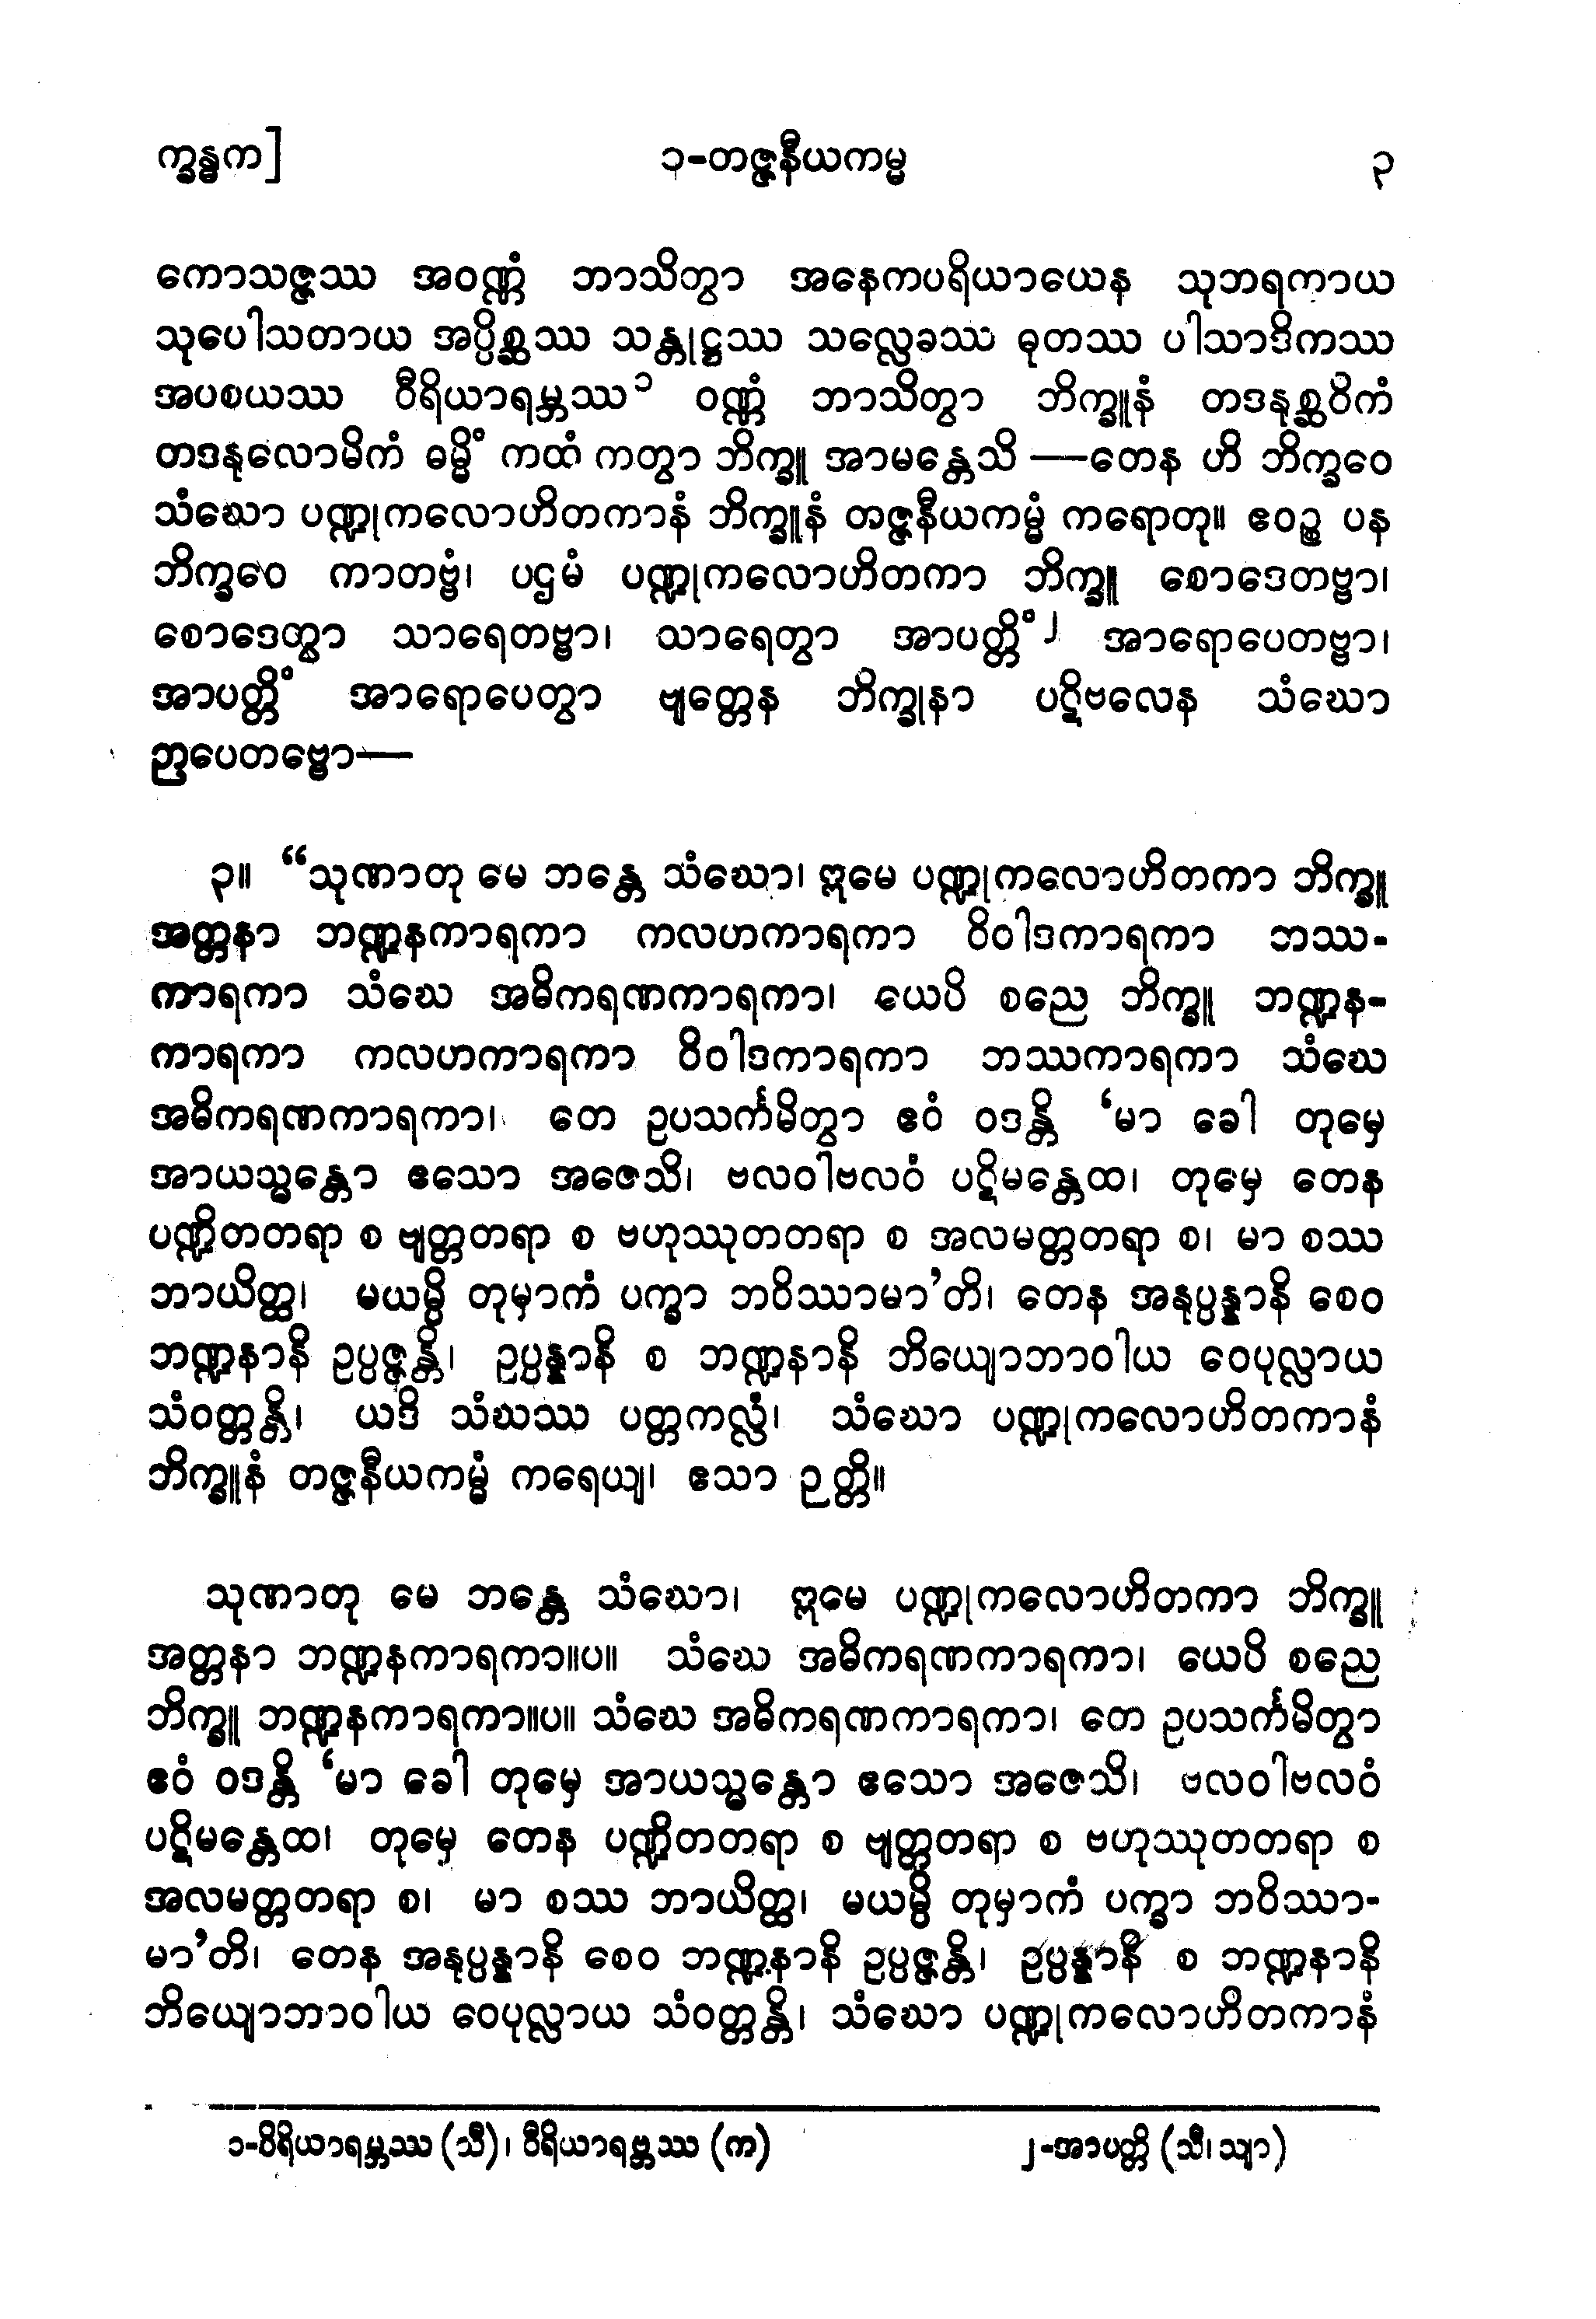 က္ခန္ဓက]
၁-တဇ္ဇနီယကမ္မ
၃
ကောသဇ္ဇဿ အဝဏ္ဏံ ဘာသိတွာ အနေကပရိယာယေန သုဘရကာယ
သုပေါသတာယ အပ္ပိစ္ဆဿ သန္တုဋ္ဌဿ သလ္လေခဿ ဓုတဿ ပါသာဒိကဿ
အပစယဿ ဝီရိယာရမ္ဘဿ၁ ဝဏ္ဏံ ဘာသိတွာ ဘိက္ခူနံ တဒနုစ္ဆဝိကံ
တဒနုလောမိကံ ဓမ္မိံ ကထံ ကတွာ ဘိက္ခူ အာမန္တေသိ —တေန ဟိ ဘိက္ခဝေ
သံဃော ပဏ္ဍုကလောဟိတကာနံ ဘိက္ခူနံ တဇ္ဇနီယကမ္မံ ကရောတု။ ဧဝဉ္စ ပန
ဘိက္ခဝေ ကာတဗ္ဗံ၊ ပဌမံ ပဏ္ဍုကလောဟိတကာ ဘိက္ခူ စောဒေတဗ္ဗာ၊
စောဒေတွာ သာရေတဗ္ဗာ၊ သာရေတွာ အာပတ္တိံ၂ အာရောပေတဗ္ဗာ၊
အာပတ္တိံ အာရောပေတွာ ဗျတ္တေန ဘိက္ခုနာ ပဋိဗလေန သံဃော
ဉာပေတဗ္ဗော—
၃။ “သုဏာတု မေ ဘန္တေ သံဃော၊ ဣမေ ပဏ္ဍုကလောဟိတကာ ဘိက္ခူ
အတ္တနာ ဘဏ္ဍနကာရကာ ကလဟကာရကာ ဝိဝါဒကာရကာ ဘဿ-
ကာရကာ သံဃေ အဓိကရဏကာရကာ၊ ယေပိ စညေ ဘိက္ခူ ဘဏ္ဍန-
ကာရကာ ကလဟကာရကာ ဝိဝါဒကာရကာ ဘဿကာရကာ သံဃေ
အဓိကရဏကာရကာ၊ တေ ဥပသင်္ကမိတွာ ဧဝံ ဝဒန္တိ ‘မာ ခေါ တုမှေ
အာယသ္မန္တော ဧသော အဇေသိ၊ ဗလဝါဗလဝံ ပဋိမန္တေထ၊ တုမှေ တေန
ပဏ္ဍိတတရာ စ ဗျတ္တတရာ စ ဗဟုဿုတတရာ စ အလမတ္တတရာ စ၊ မာ စဿ
ဘာယိတ္ထ၊ မယမ္ပိ တုမှာကံ ပက္ခာ ဘဝိဿာမာ’တိ၊ တေန အနုပ္ပန္နာနိ စေဝ
ဘဏ္ဍနာနိ ဥပ္ပဇ္ဇန္တိ၊ ဥပ္ပန္နာနိ စ ဘဏ္ဍနာနိ ဘိယျောဘာဝါယ ဝေပုလ္လာယ
သံဝတ္တန္တိ၊ ယဒိ သံဃဿ ပတ္တကလ္လံ၊ သံဃော ပဏ္ဍုကလောဟိတကာနံ
ဘိက္ခူနံ တဇ္ဇနီယကမ္မံ ကရေယျ၊ ဧသာ ဉတ္တိ။
သုဏာတု မေ ဘန္တေ သံဃော၊ ဣမေ ပဏ္ဍုကလောဟိတကာ ဘိက္ခူ
အတ္တနာ ဘဏ္ဍနကာရကာ။ပ။ သံဃေ အဓိကရဏကာရကာ၊ ယေပိ စညေ
ဘိက္ခူ ဘဏ္ဍနကာရကာ။ပ။ သံဃေ အဓိကရဏကာရကာ၊ တေ ဥပသင်္ကမိတွာ
ဧဝံ ဝဒန္တိ ‘မာ ခေါ တုမှေ အာယသ္မန္တော ဧသော အဇေသိ၊ ဗလဝါဗလဝံ
ပဋိမန္တေထ၊ တုမှေ တေန ပဏ္ဍိတတရာ စ ဗျတ္တတရာ စ ဗဟုဿုတတရာ စ
အလမတ္တတရာ စ၊ မာ စဿ ဘာယိတ္ထ၊ မယမ္ပိ တုမှာကံ ပက္ခာ ဘဝိဿာ-
မာ’တိ၊ တေန အနုပ္ပန္နာနိ စေဝ ဘဏ္ဍနာနိ ဥပ္ပဇ္ဇန္တိ၊ ဥပ္ပန္နာနိ စ ဘဏ္ဍနာနိ
ဘိယျောဘာဝါယ ဝေပုလ္လာယ သံဝတ္တန္တိ၊ သံဃော ပဏ္ဍုကလောဟိတကာနံ
၁-ဝိရိယာရမ္ဘဿ (သီ)၊ ဝီရိယာရဗ္ဘဿ (က)
၂-အာပတ္တိ (သီ၊သျာ)